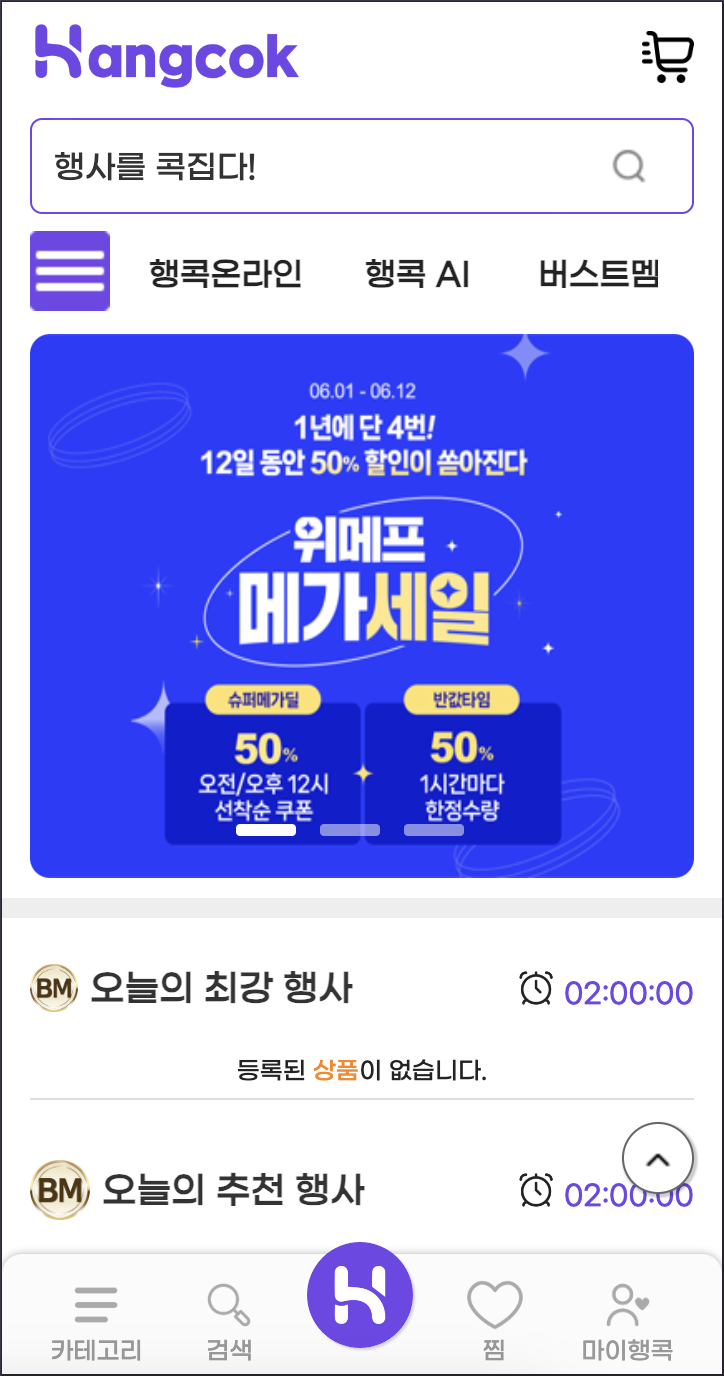 Hangcok
행사를 콕집다!
행콕온라인 행콕 AI 버스트멤
06.01 - 06.12
1년에 단 4번!
12일 동안 50% 할인이 쏟아진다
위메프
메가세일
슈퍼메가딜
50%
오전/오후 12시
선착순 쿠폰
반값타임
50%
1시간마다
한정수량
BM 오늘의 최강 행사 02:00:00
등록된 상품이 없습니다.
BM 오늘의 추천 행사 02:00:00
카테고리 검색 H 찜 마이행콕